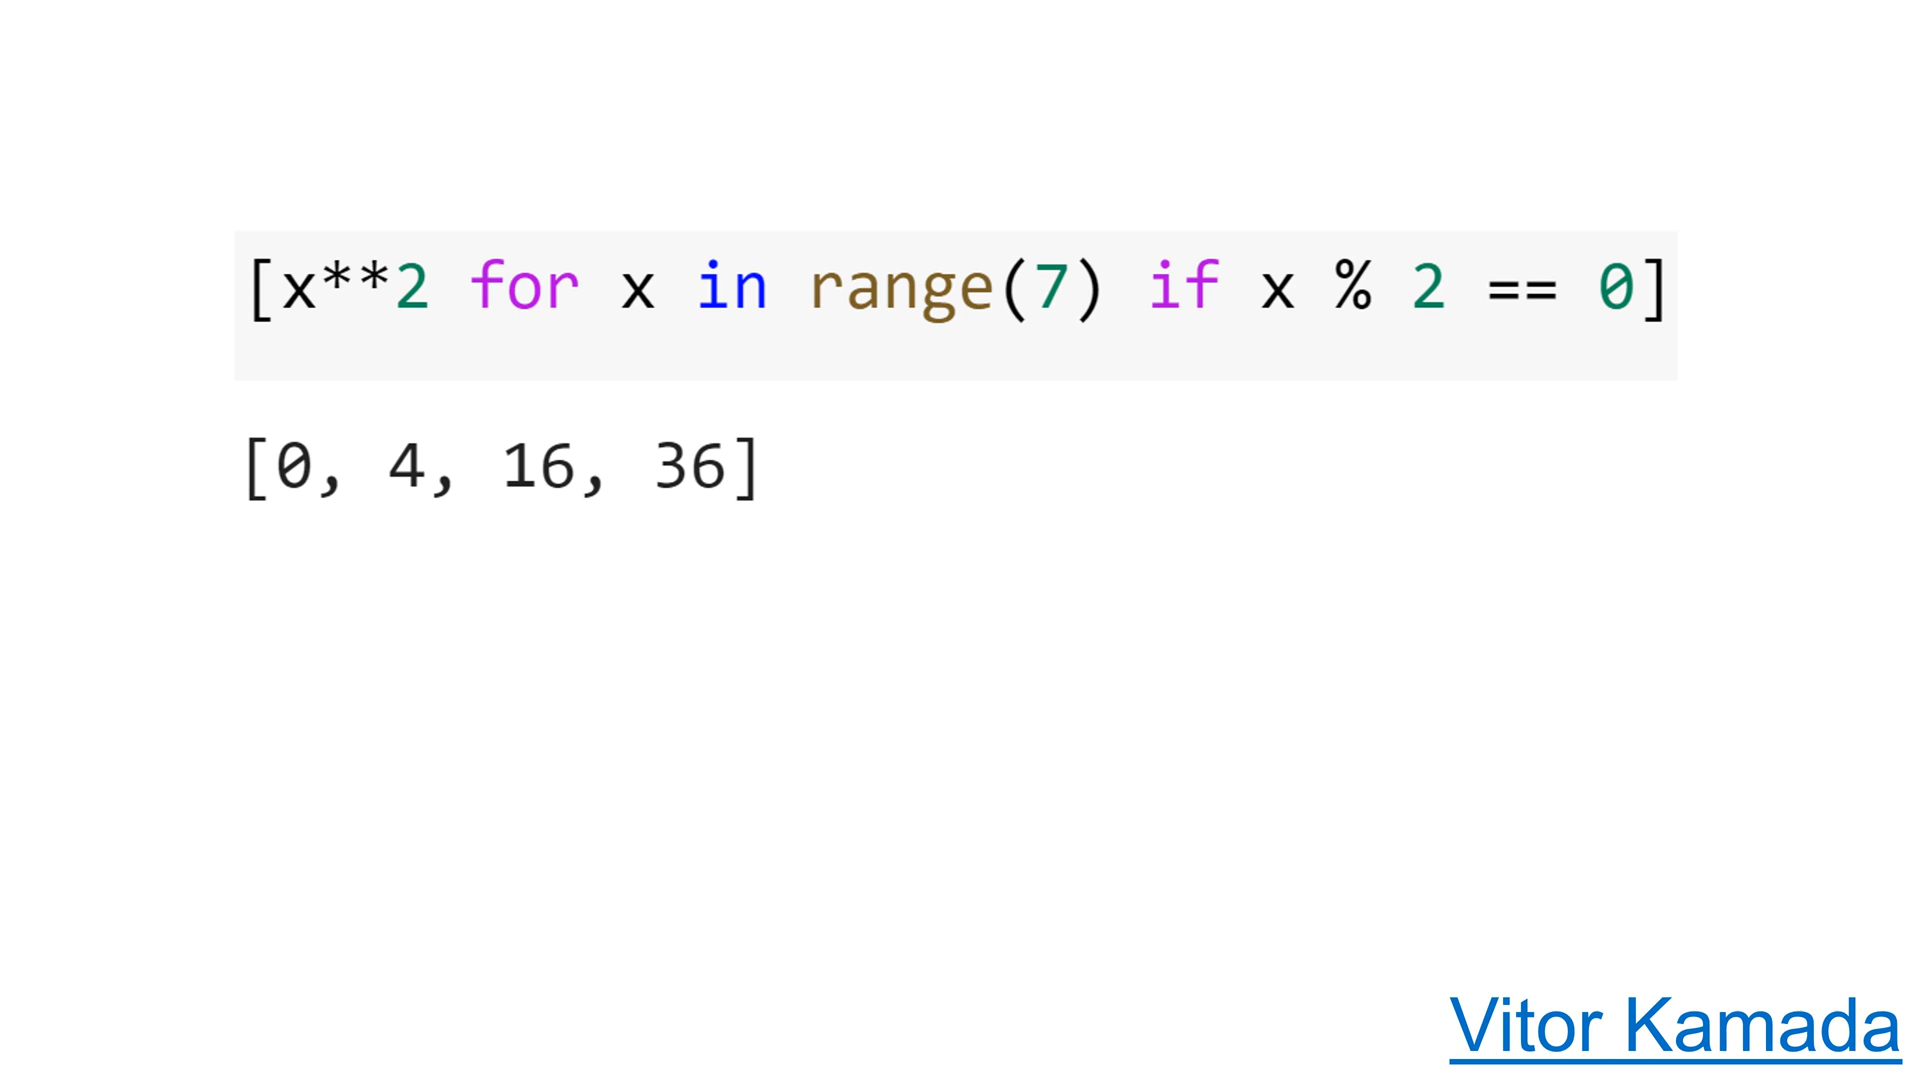 [x**2 for x in range(7) if x % 2 == 0]
[0, 4, 16, 36]
Vitor Kamada